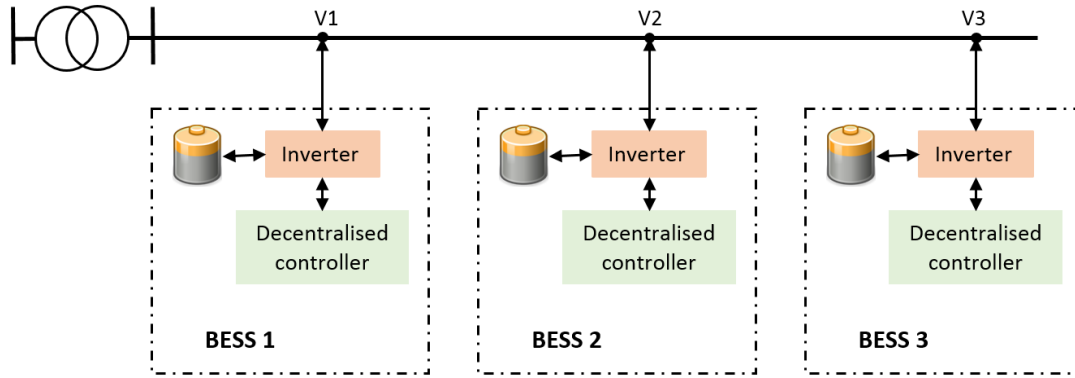 V1
V2
V3
Inverter
Inverter
Inverter
Decentralised
controller
Decentralised
controller
Decentralised
controller
BESS 1
BESS 2
BESS 3